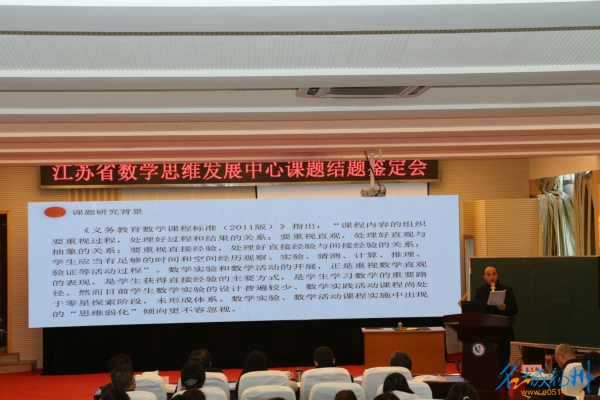 江苏省数学思维发展中心课题结题鉴定会
课题研究背景
《义务教育数学课程标准（2011版）》指出：“课程内容的组织
要重视过程，处理好过程和结果的关系；要重视直观，处理好直观与
抽象的关系；要重视直接经验，处理好直接经验与间接经验的关系；
学生应当有足够的时间和空间经历观察、实验、猜测、计算、推理、
验证等活动过程”。数学实验和数学活动的开展，正是重视数学直观
的表现，是学生获得直接经验的主要方式，是学生学习数学的重要路
径。然而目前学生数学实验的设计普遍较少、数学实践活动课程尚处
于零星探索阶段，未形成体系。数学实验、数学活动课程实施中出现
的“思维弱化”倾向更不容忽视。